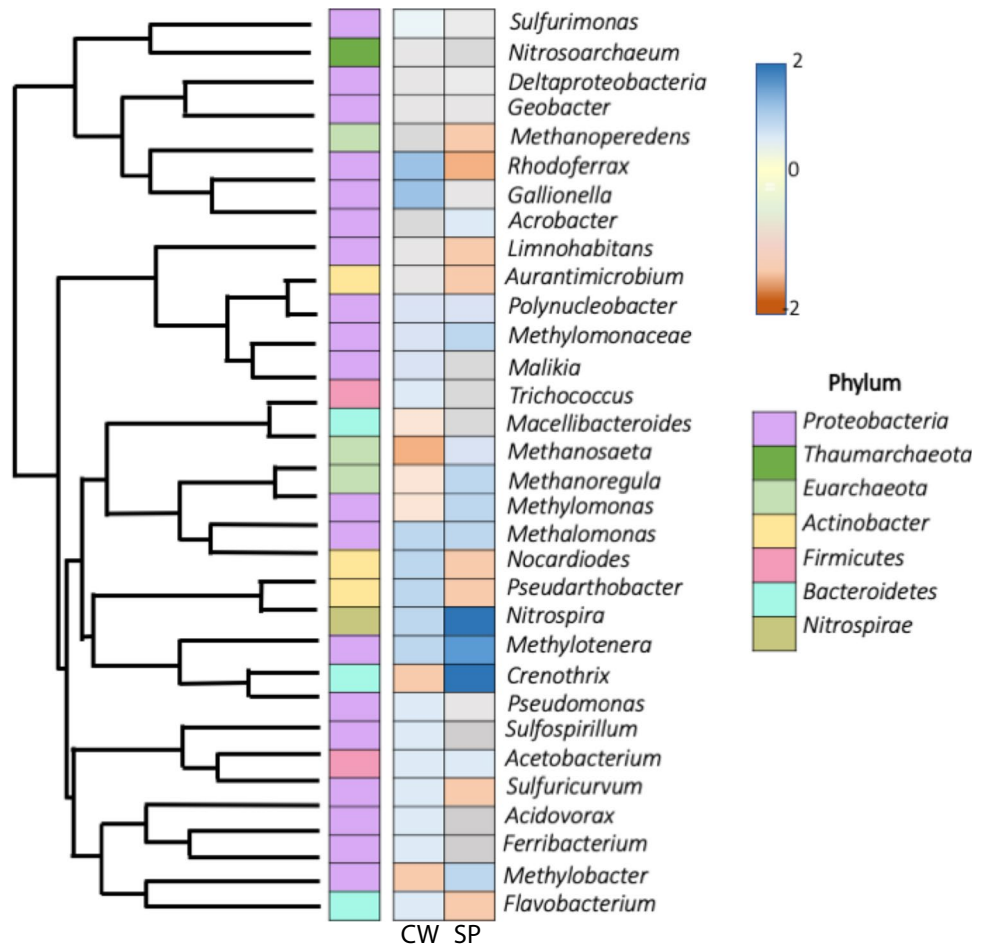 Sulfurimonas
Nitrosoarchaeum
Deltaproteobacteria
Geobacter
Methanoperedens
Rhodoferrax
Gallionella
Acrobacter
Limnohabitans
Aurantimicrobium
Polynucleobacter
Methylomonaceae
Malikia
Trichococcus
Macellibacteroides
Methanosaeta
Methanoregula
Methylomonas
Methalomonas
Nocardiodes
Pseudarthobacter
Nitrospira
Methylotenera
Crenothrix
Pseudomonas
Sulfospirillum
Acetobacterium
Sulfuricurvum
Acidovorax
Ferribacterium
Methylobacter
Flavobacterium
CW SP
2
0
-2
Phylum
Proteobacteria
Thaumarchaeota
Euarchaeota
Actinobacter
Firmicutes
Bacteroidetes
Nitrospirae